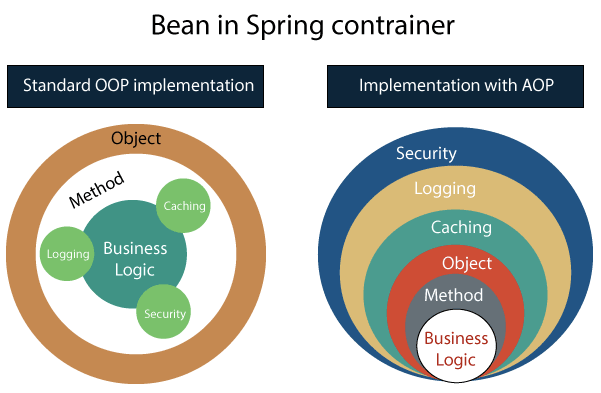 Bean in Spring contrainer
Standard OOP implementation
Implementation with AOP
Object
Method
Caching
Logging
Business
Logic
Security
Security
Logging
Caching
Object
Method
Business
Logic